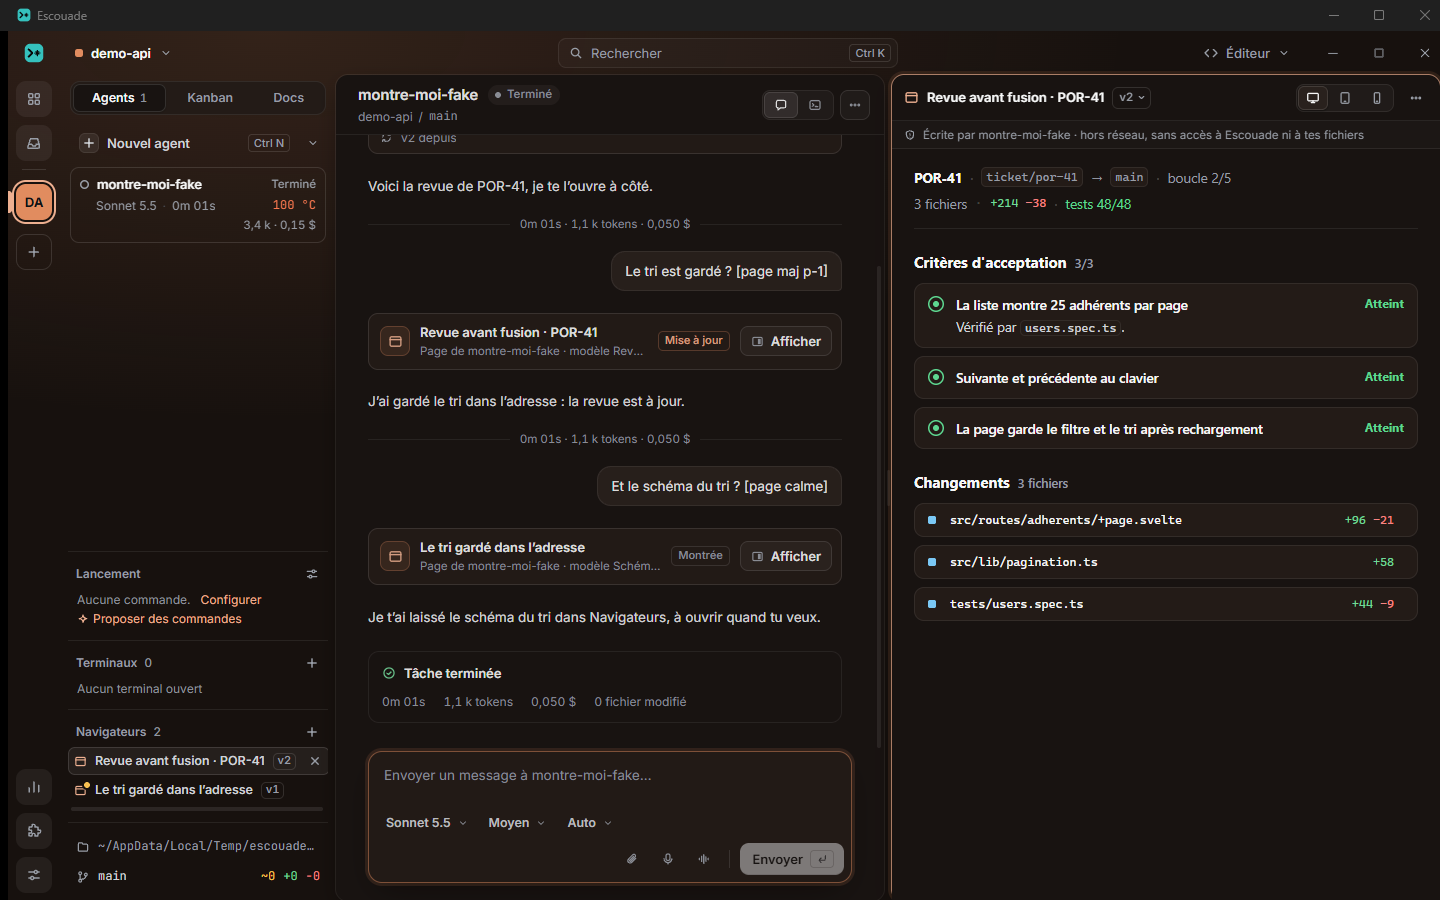 Escouade
demo-api
Rechercher
Ctrl K
Éditeur
Agents 1
Kanban
Docs
Nouvel agent
Ctrl N
montre-moi-fake
Terminé
Sonnet 5.5 · 0m 01s
100 °C
3,4 k · 0,15 $
DA
Lancement
Aucune commande. Configurer
Proposer des commandes
Terminaux 0
Aucun terminal ouvert
Navigateurs 2
Revue avant fusion · POR-41 v2
Le tri gardé dans l’adresse v1
~/AppData/Local/Temp/escouade…
main
~0 +0 -0
montre-moi-fake
Terminé
demo-api / main
v2 depuis
Voici la revue de POR-41, je te l’ouvre à côté.
0m 01s · 1,1 k tokens · 0,050 $
Le tri est gardé ? [page maj p-1]
Revue avant fusion · POR-41
Page de montre-moi-fake · modèle Rev…
Mise à jour
Afficher
J’ai gardé le tri dans l’adresse : la revue est à jour.
0m 01s · 1,1 k tokens · 0,050 $
Et le schéma du tri ? [page calme]
Le tri gardé dans l’adresse
Page de montre-moi-fake · modèle Schém…
Montrée
Afficher
Je t’ai laissé le schéma du tri dans Navigateurs, à ouvrir quand tu veux.
Tâche terminée
0m 01s 1,1 k tokens 0,050 $ 0 fichier modifié
Envoyer un message à montre-moi-fake…
Sonnet 5.5
Moyen
Auto
Envoyer
Revue avant fusion · POR-41
v2
Écrite par montre-moi-fake · hors réseau, sans accès à Escouade ni à tes fichiers
POR-41 · ticket/por-41 → main · boucle 2/5
3 fichiers · +214 −38 · tests 48/48
Critères d'acceptation 3/3
La liste montre 25 adhérents par page
Atteint
Vérifié par users.spec.ts.
Suivante et précédente au clavier
Atteint
La page garde le filtre et le tri après rechargement
Atteint
Changements 3 fichiers
src/routes/adherents/+page.svelte
+96 −21
src/lib/pagination.ts
+58
tests/users.spec.ts
+44 −9